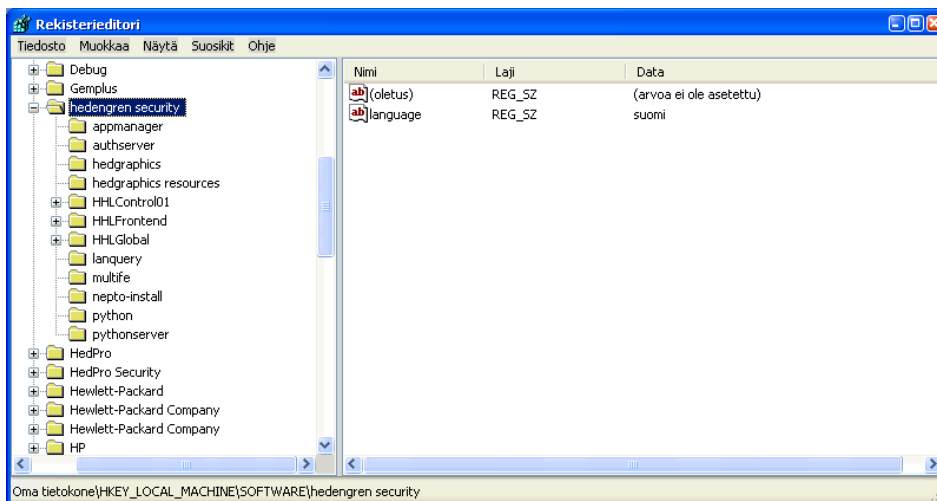 Rekisterieditori
Tiedosto Muokkaa Näytä Suosikit Ohje
Debug
Gemplus
hedengren security
appmanager
authserver
hedgraphics
hedgraphics resources
HHLControl01
HHLFrontend
HHLGlobal
lanquery
multife
nepto-install
python
pythonserver
HedPro
HedPro Security
Hewlett-Packard
Hewlett-Packard Company
Hewlett-Packard Company
HP
Nimi Laji Data
ab (oletus) REG_SZ (arvoa ei ole asetettu)
ab language REG_SZ suomi
Oma tietokone\HKEY_LOCAL_MACHINE\SOFTWARE\hedengren security